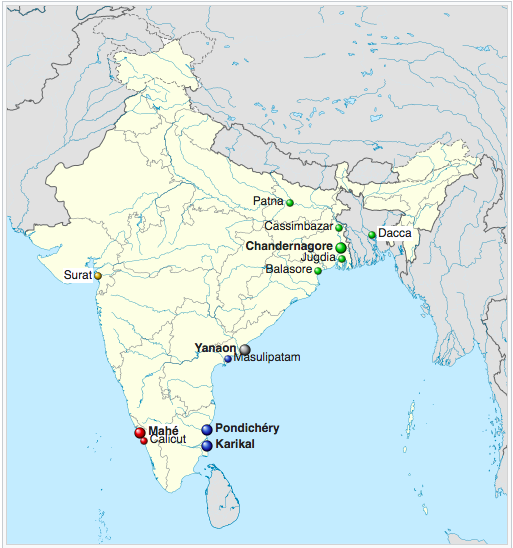 Patna
Cassimbazar
Dacca
Chandernagore
Jugdia
Balasore
Surat
Yanaon
Masulipatam
Pondichéry
Mahé
Calicut
Karikal